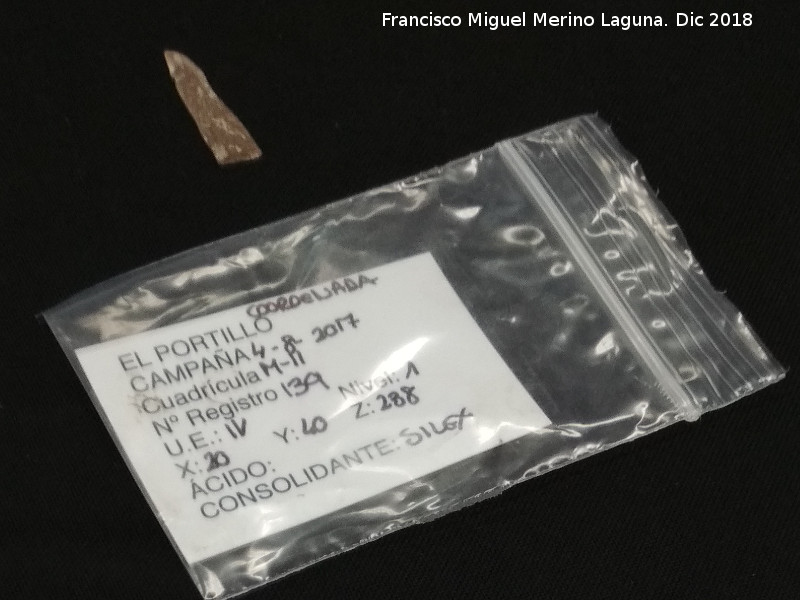 Francisco Miguel Merino Laguna. Dic 2018
COORDENADA
EL PORTILLO
CAMPAÑA 4-8-2017
Cuadrícula M-11
Nº Registro 139 Nivel: 1
U.E.: IV
X: 20 Y: 40 Z: 288
ÁCIDO:
CONSOLIDANTE: SILEX